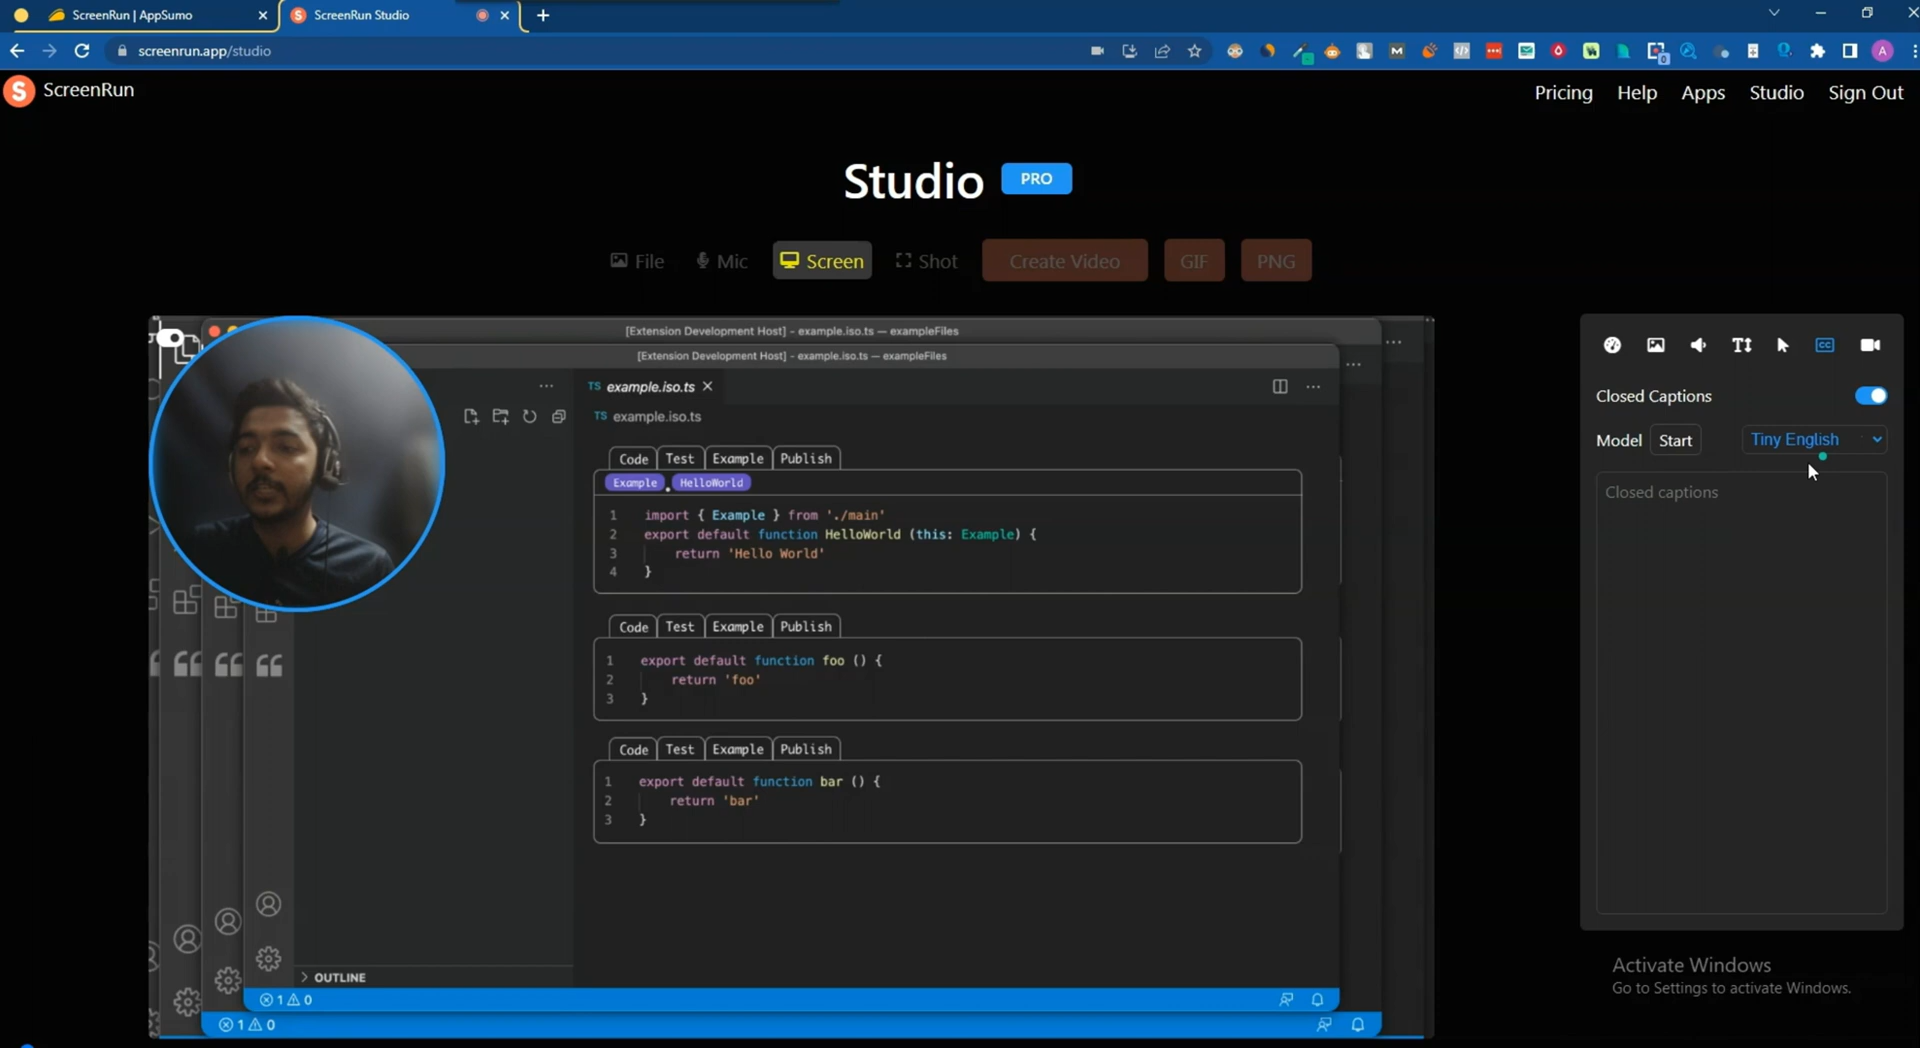 ScreenRun | AppSumo
ScreenRun Studio
screenrun.app/studio
ScreenRun
Pricing Help Apps Studio Sign Out
Studio PRO
File Mic Screen Shot Create Video GIF PNG
[Extension Development Host] - example.iso.ts — exampleFiles
[Extension Development Host] - example.iso.ts — exampleFiles
TS example.iso.ts
TS example.iso.ts
Code Test Example Publish
Example . HelloWorld
1 import { Example } from './main'
2 export default function HelloWorld (this: Example) {
3 return 'Hello World'
4 }
Code Test Example Publish
1 export default function foo () {
2 return 'foo'
3 }
Code Test Example Publish
1 export default function bar () {
2 return 'bar'
3 }
OUTLINE
1 0
1 0
CC
Closed Captions
Model Start Tiny English
Closed captions
Activate Windows
Go to Settings to activate Windows.